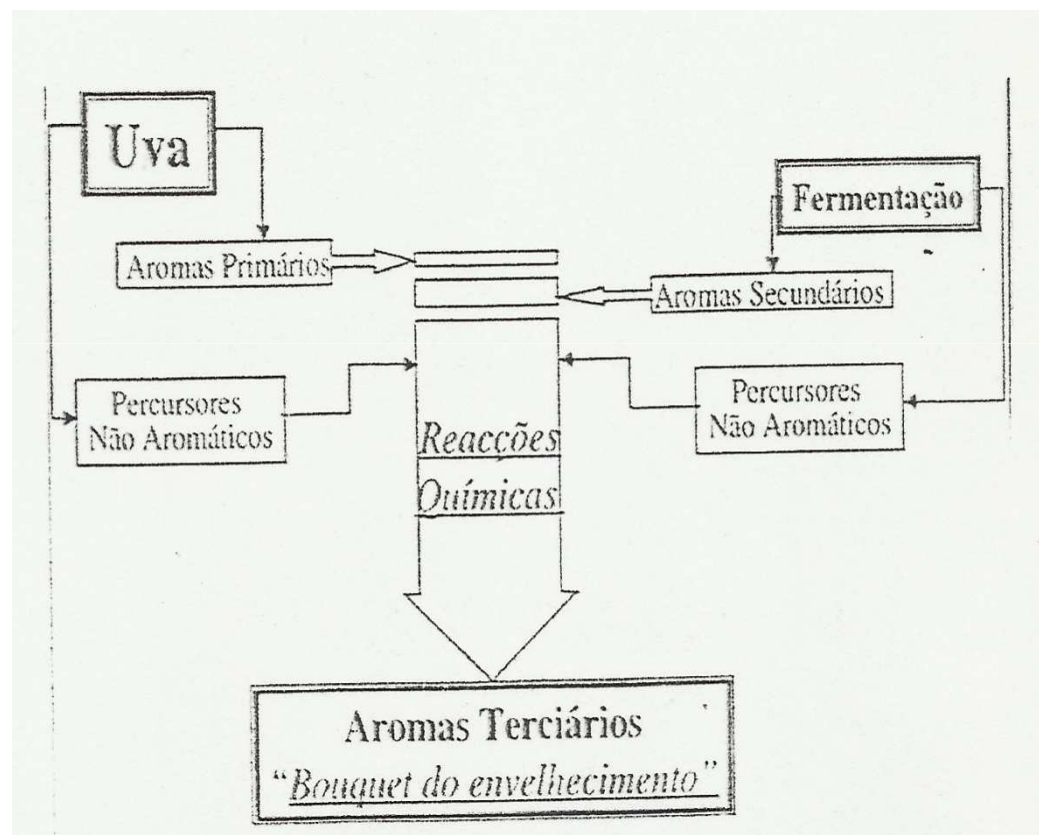 Uva
Fermentação
Aromas Primários
Aromas Secundários
Percursores
Não Aromáticos
Percursores
Não Aromáticos
Reacções
Químicas
Aromas Terciários
"Bouquet do envelhecimento"